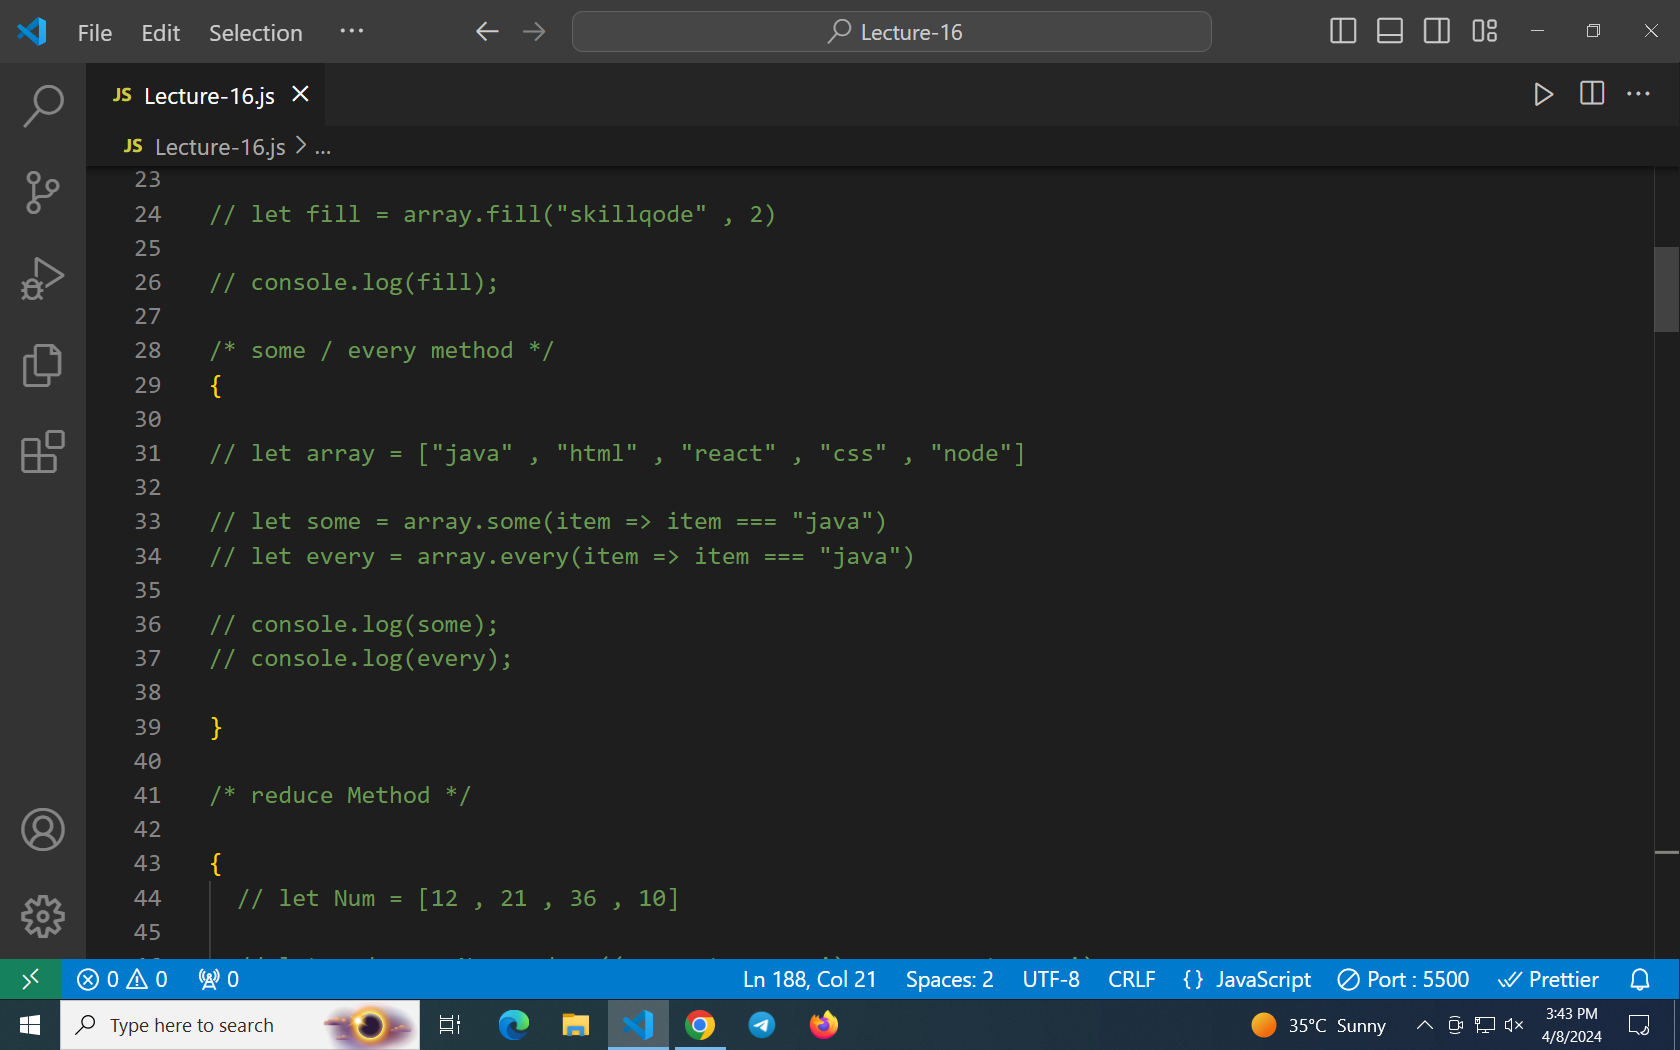 File Edit Selection ··· Lecture-16
JS Lecture-16.js
JS Lecture-16.js > ...
23
24 // let fill = array.fill("skillqode" , 2)
25
26 // console.log(fill);
27
28 /* some / every method */
29 {
30
31 // let array = ["java" , "html" , "react" , "css" , "node"]
32
33 // let some = array.some(item => item === "java")
34 // let every = array.every(item => item === "java")
35
36 // console.log(some);
37 // console.log(every);
38
39 }
40
41 /* reduce Method */
42
43 {
44 // let Num = [12 , 21 , 36 , 10]
45
0 0 0 Ln 188, Col 21 Spaces: 2 UTF-8 CRLF {} JavaScript Port : 5500 Prettier
Type here to search 35°C Sunny 3:43 PM
4/8/2024